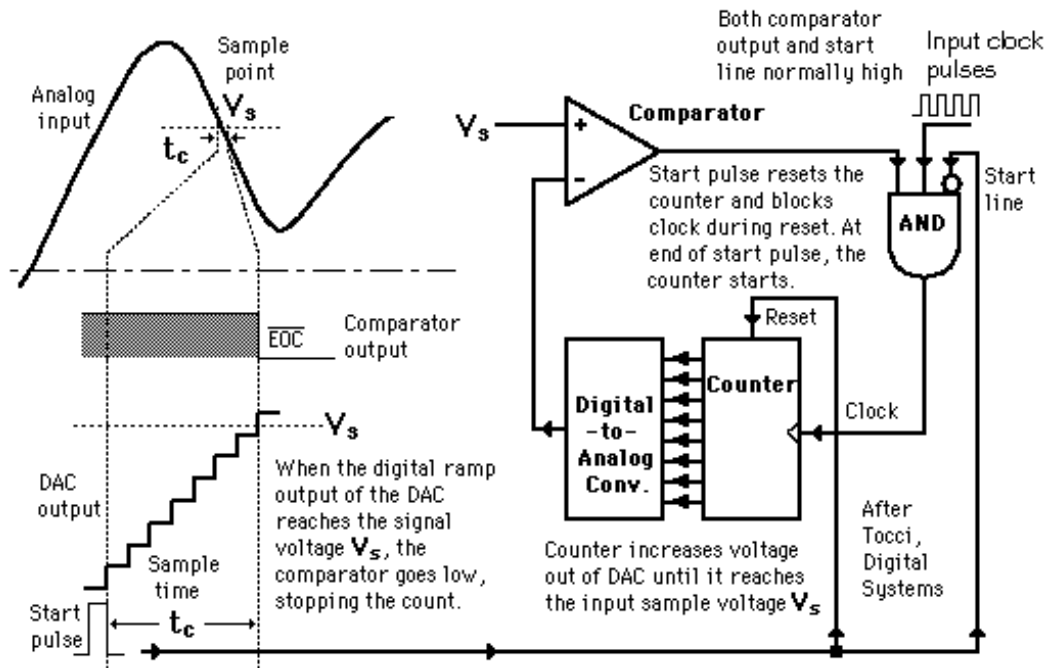 Analog
input
Sample
point
Vs
tc
Both comparator
output and start
line normally high
Input clock
pulses
Vs
+
-
Comparator
Start pulse resets the
counter and blocks
clock during reset. At
end of start pulse, the
counter starts.
AND
Start
line
EOC
Comparator
output
Reset
Counter
Clock
Digital
-to-
Analog
Conv.
Vs
DAC
output
When the digital ramp
output of the DAC
reaches the signal
voltage Vs, the
comparator goes low,
stopping the count.
Sample
time
Start
pulse
tc
Counter increases voltage
out of DAC until it reaches
the input sample voltage Vs
After
Tocci,
Digital
Systems